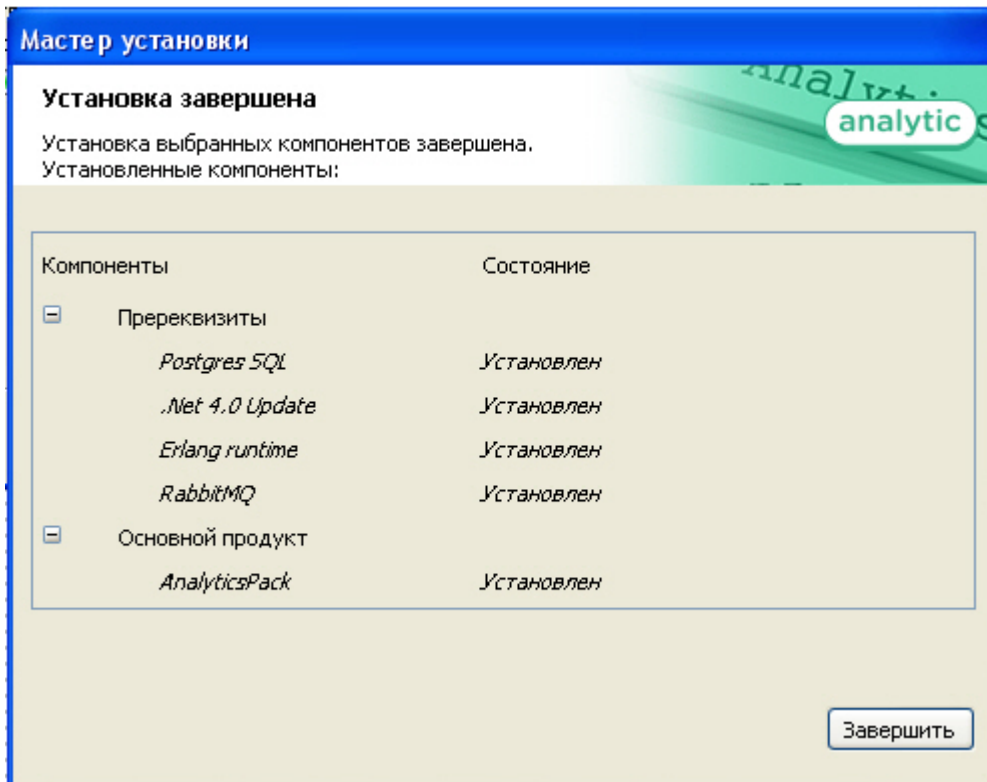 Мастер установки
Установка завершена
Установка выбранных компонентов завершена.
Установленные компоненты:
Analytics
analytic
Компоненты Состояние
Пререквизиты
Postgres SQL Установлен
.Net 4.0 Update Установлен
Erlang runtime Установлен
RabbitMQ Установлен
Основной продукт
AnalyticsPack Установлен
Завершить